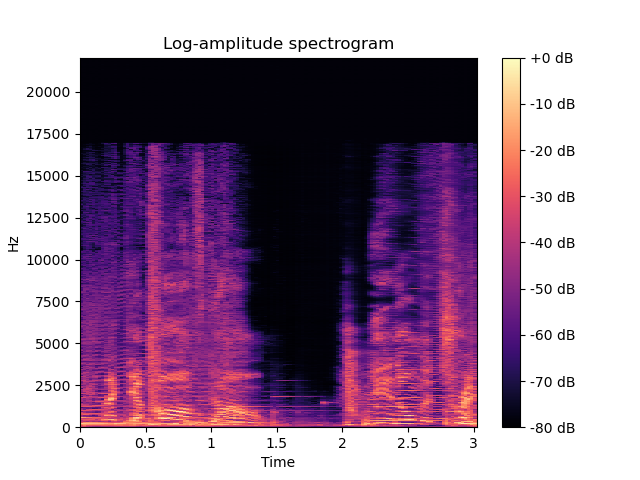 Log-amplitude spectrogram
Hz
20000
17500
15000
12500
10000
7500
5000
2500
0
0 0.5 1 1.5 2 2.5 3
Time
+0 dB
-10 dB
-20 dB
-30 dB
-40 dB
-50 dB
-60 dB
-70 dB
-80 dB